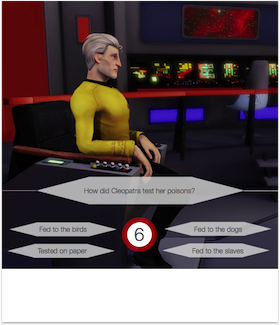 How did Cleopatra test her poisons?
Fed to the birds
Fed to the dogs
6
Tested on paper
Fed to the slaves